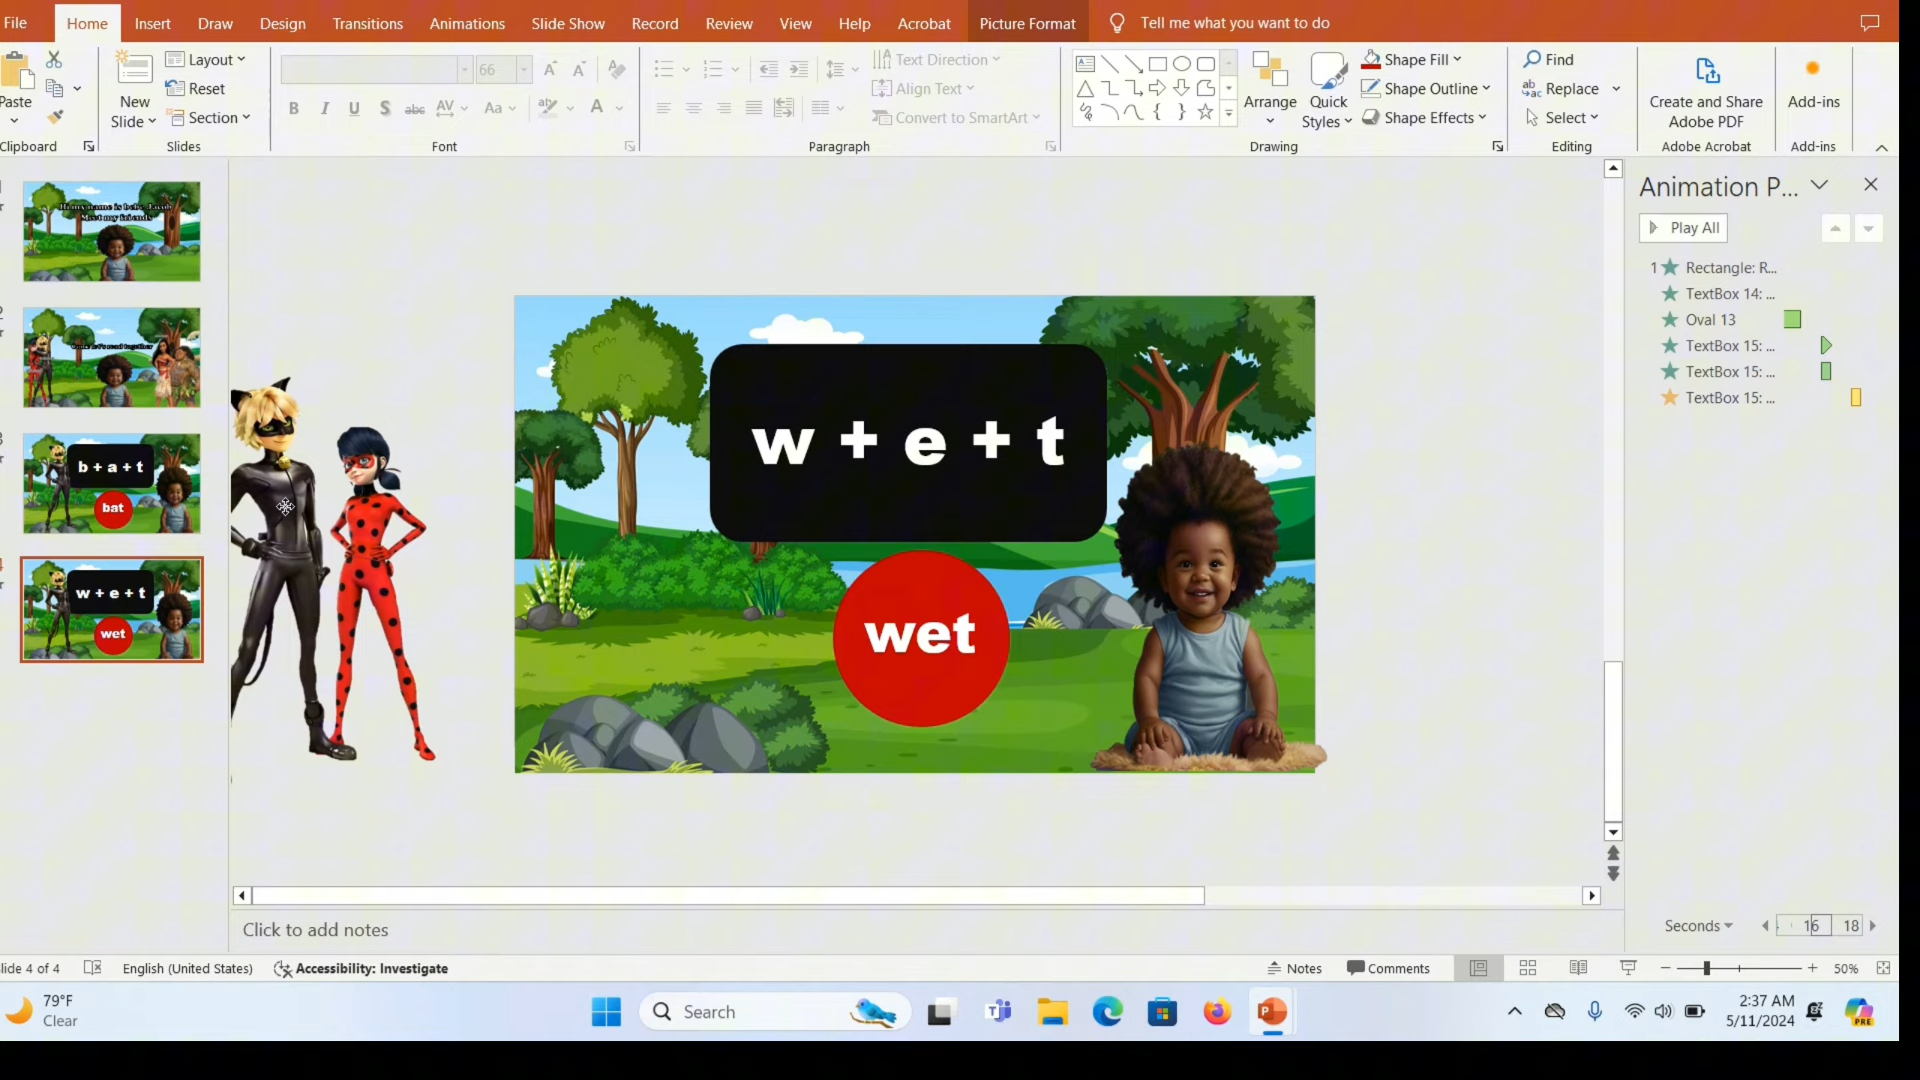 File Home Insert Draw Design Transitions Animations Slide Show Record Review View Help Acrobat Picture Format Tell me what you want to do
Paste
New Slide
Layout
Reset
Section
66
Text Direction
Align Text
Convert to SmartArt
Arrange
Quick Styles
Shape Fill
Shape Outline
Shape Effects
Find
Replace
Select
Create and Share Adobe PDF
Add-ins
Clipboard Slides Font Paragraph Drawing Editing Adobe Acrobat Add-ins
Meet my friends
b + a + t
bat
w + e + t
wet
w + e + t
wet
Animation P...
Play All
1 Rectangle: R...
TextBox 14: ...
Oval 13
TextBox 15: ...
TextBox 15: ...
TextBox 15: ...
Seconds 16 18
Click to add notes
lide 4 of 4 English (United States) Accessibility: Investigate Notes Comments 50%
79°F
Clear
Search
2:37 AM
5/11/2024
PRE